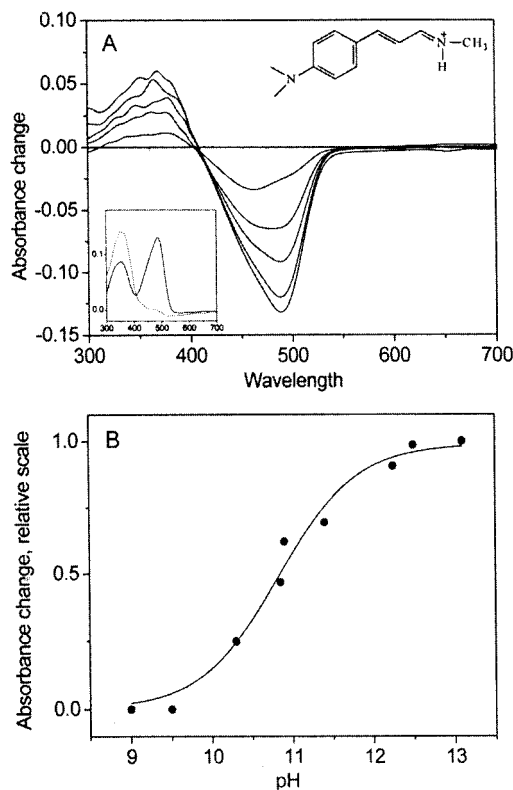 A
N
+
N
CH₃
H
0.10
0.05
0.00
-0.05
-0.10
-0.15
Absorbance change
0.1
0.0
300 400 500 600 700
300 400 500 600 700
Wavelength
B
1.0
0.5
0.0
Absorbance change, relative scale
9 10 11 12 13
pH